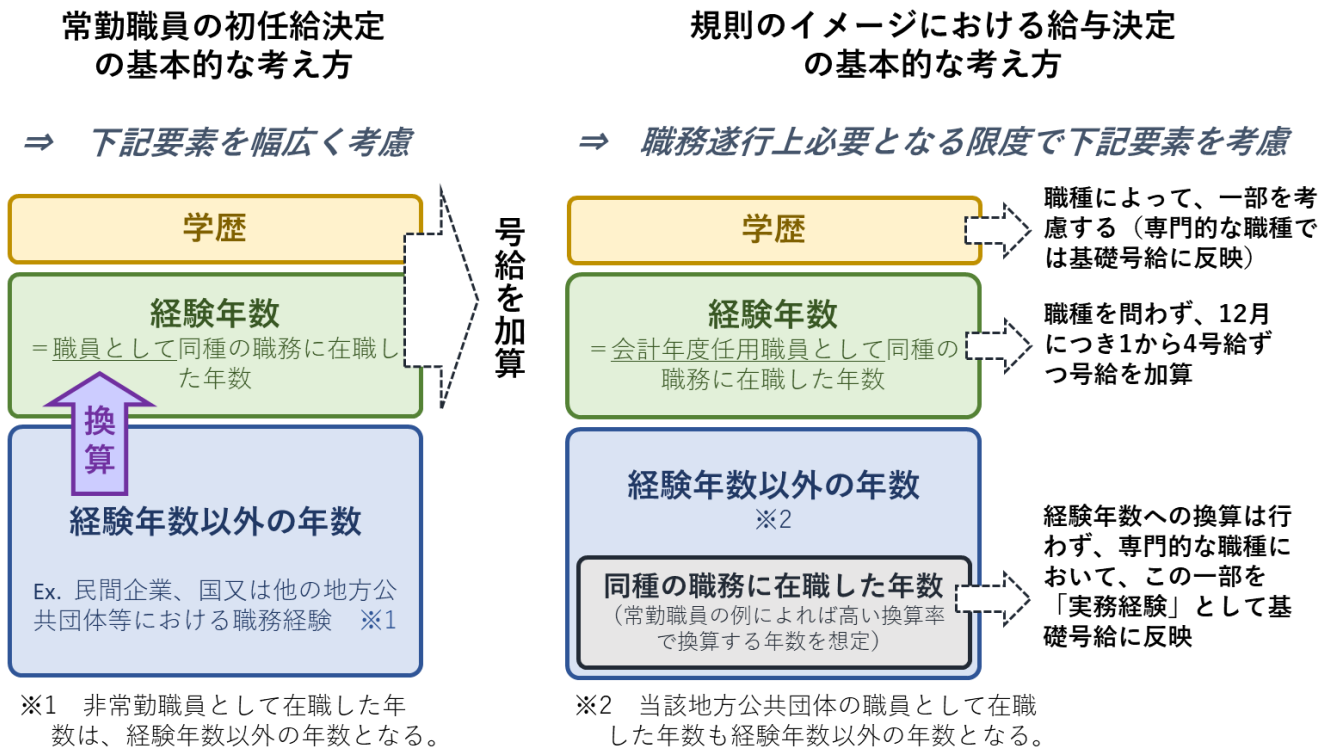 常勤職員の初任給決定
の基本的な考え方
⇒　下記要素を幅広く考慮
学歴
経験年数
＝職員として同種の職務に在職し
た年数
換算
経験年数以外の年数
Ex. 民間企業、国又は他の地方公
共団体等における職務経験　※1
※1　非常勤職員として在職した年
数は、経験年数以外の年数となる。
号給を加算
規則のイメージにおける給与決定
の基本的な考え方
⇒　職務遂行上必要となる限度で下記要素を考慮
学歴
職種によって、一部を考
慮する（専門的な職種で
は基礎号給に反映）
経験年数
＝会計年度任用職員として同種の
職務に在職した年数
職種を問わず、12月
につき1から4号給ず
つ号給を加算
経験年数以外の年数
※2
同種の職務に在職した年数
（常勤職員の例によれば高い換算率
で換算する年数を想定）
経験年数への換算は行
わず、専門的な職種に
おいて、この一部を
「実務経験」として基
礎号給に反映
※2　当該地方公共団体の職員として在職
した年数も経験年数以外の年数となる。